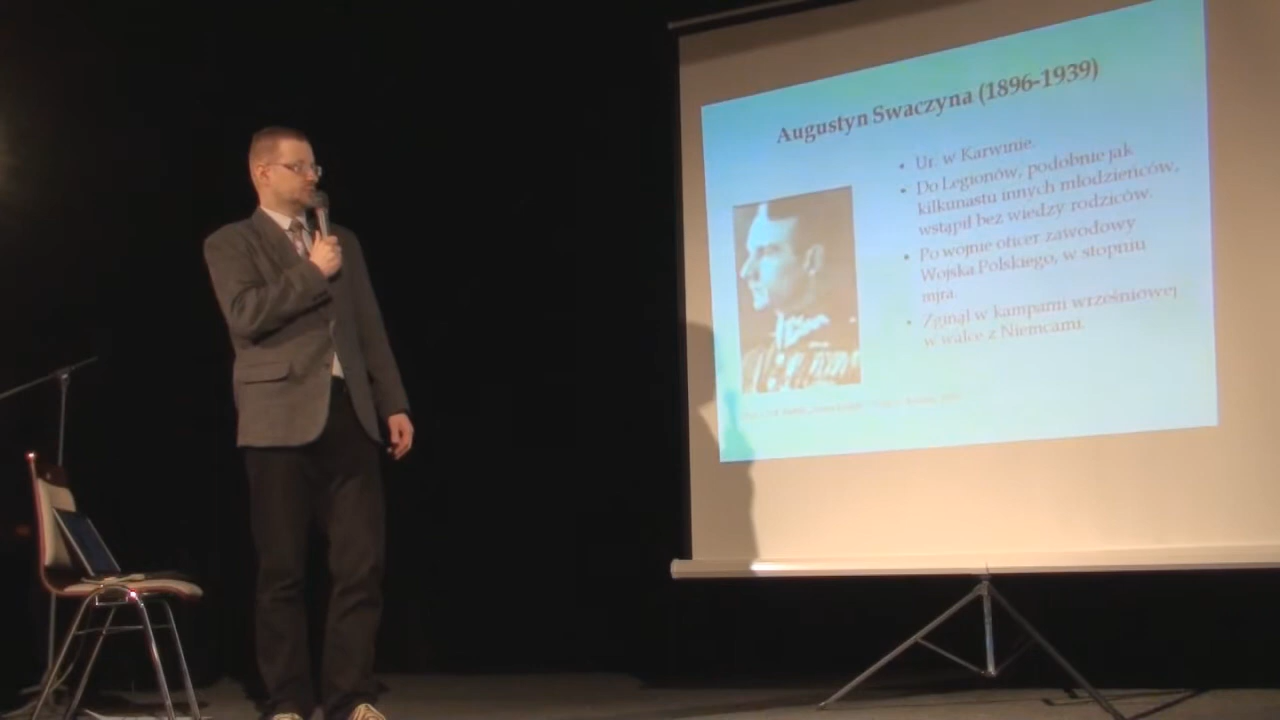 Augustyn Swaczyna (1896-1939)
• Ur. w Karwinie.
• Do Legionów, podobnie jak
kilkunastu innych młodzieńców,
wstąpił bez wiedzy rodziców.
• Po wojnie oficer zawodowy
Wojska Polskiego, w stopniu
mjra.
• Zginął w kampanii wrześniowej
w walce z Niemcami.